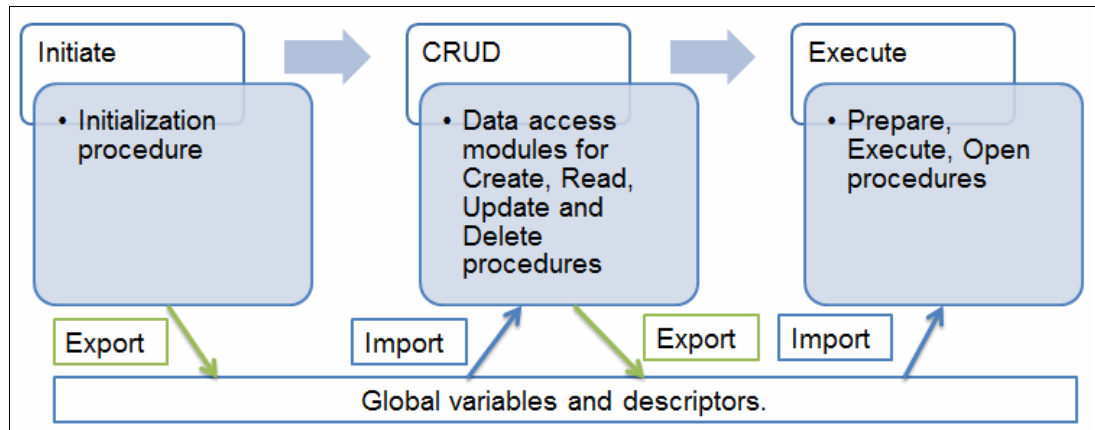 Initiate
• Initialization
procedure
CRUD
• Data access
modules for
Create, Read,
Update and
Delete
procedures
Execute
• Prepare,
Execute, Open
procedures
Export
Import
Export
Import
Global variables and descriptors.